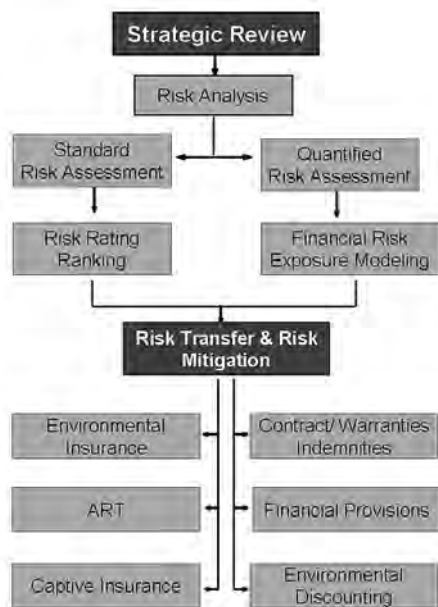 Strategic Review
Risk Analysis
Standard
Risk Assessment
Quantified
Risk Assessment
Risk Rating
Ranking
Financial Risk
Exposure Modeling
Risk Transfer & Risk
Mitigation
Environmental
Insurance
Contract/ Warranties
Indemnities
ART
Financial Provisions
Captive Insurance
Environmental
Discounting